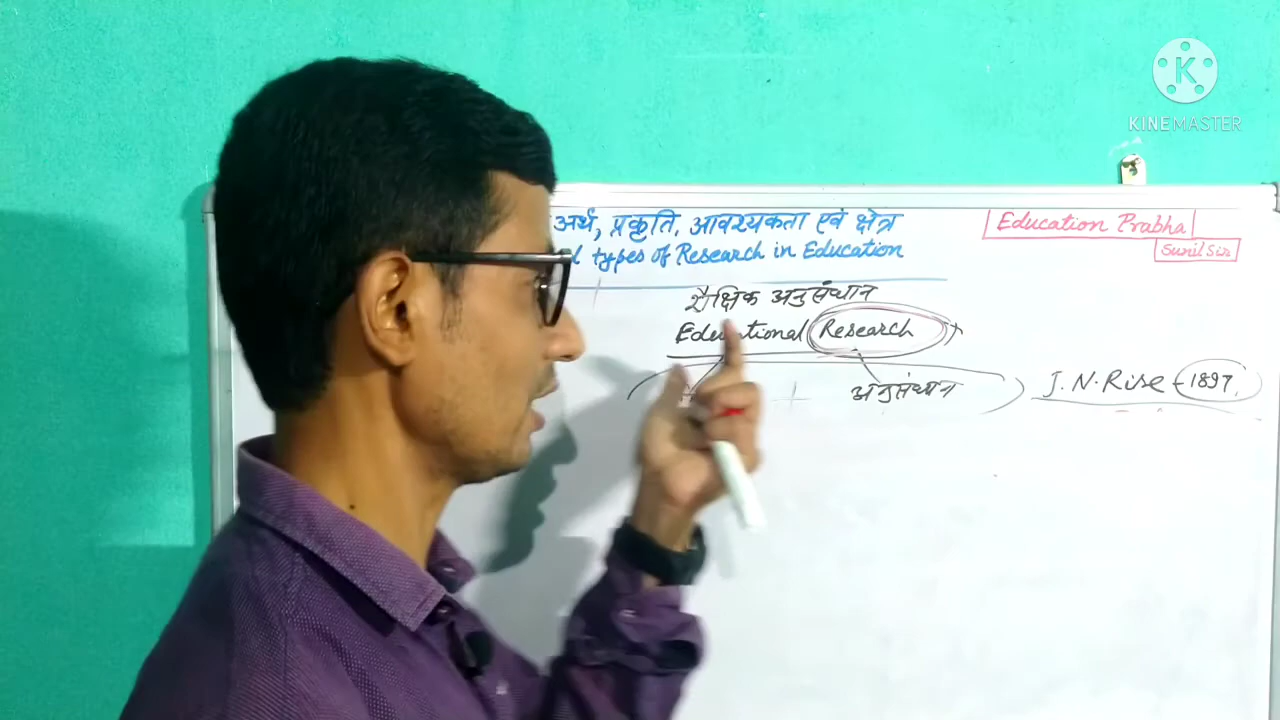 अर्थ, प्रकृति, आवश्यकता एवं क्षेत्र
types of Research in Education
Education Prabha
Sunil Sir
शैक्षिक अनुसंधान
Educational Research
अनुसंधान
J. N. Rise - 1897
KINEMASTER